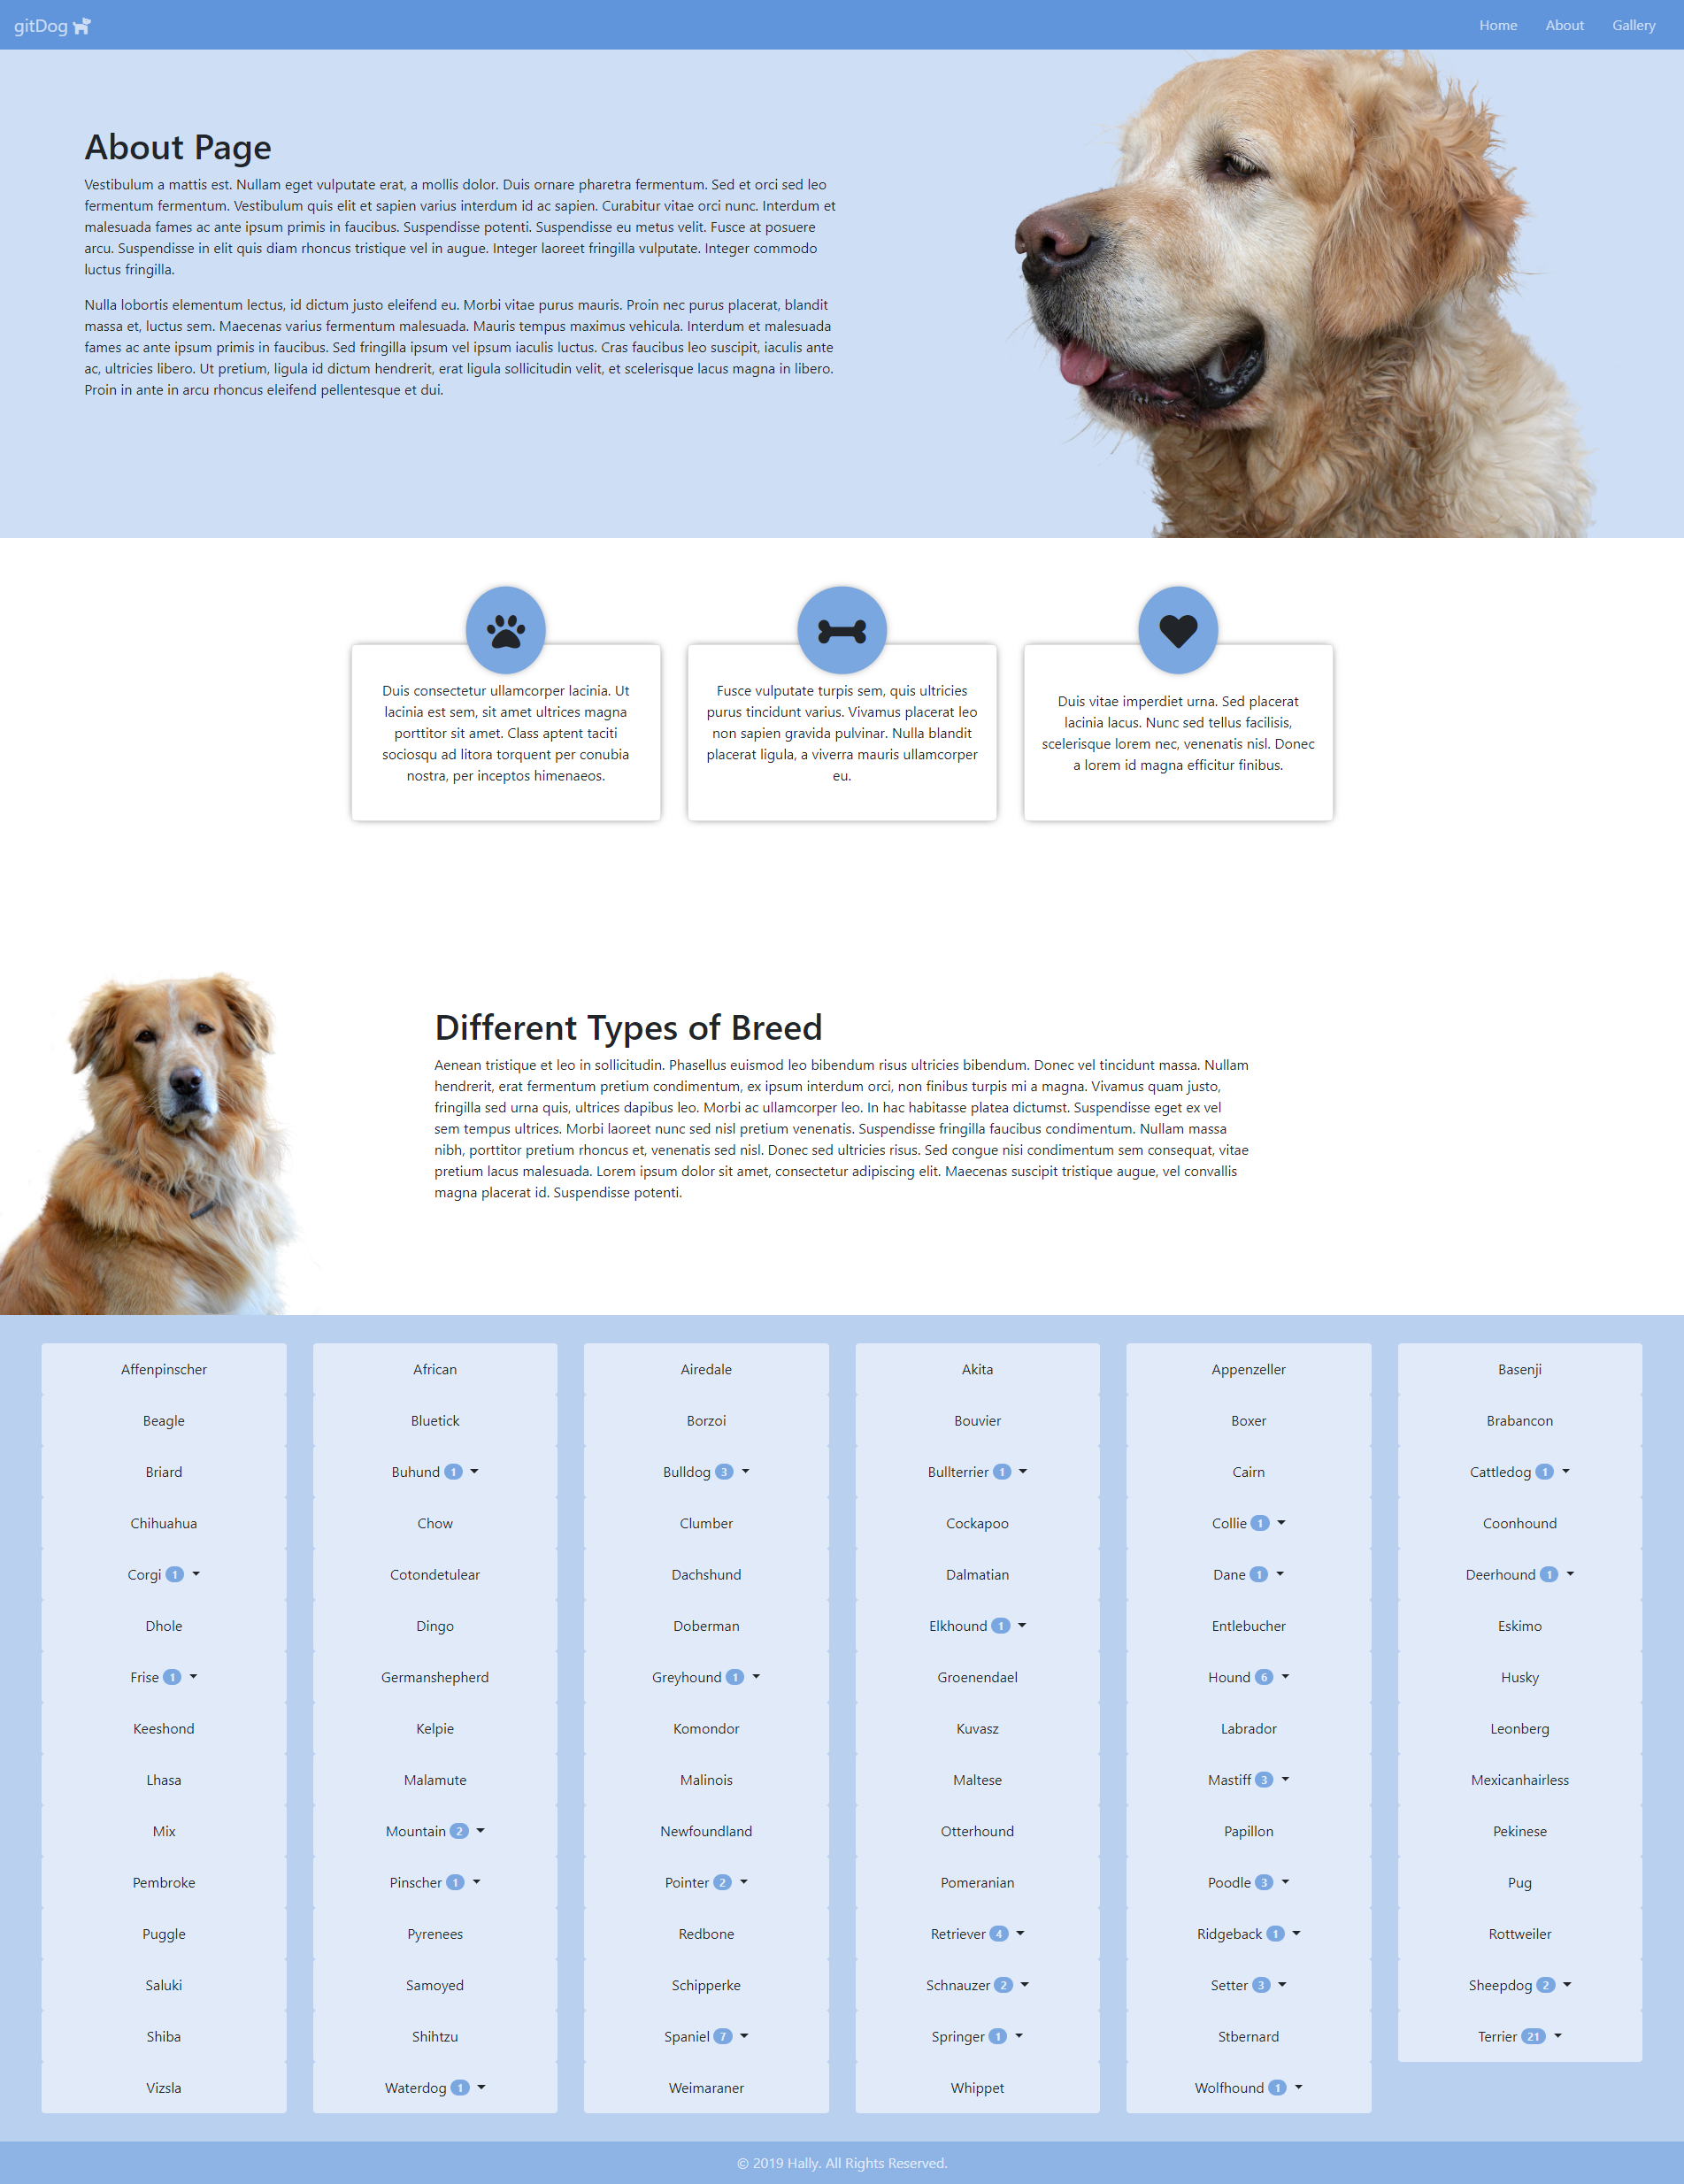 gitDog
Home About Gallery
About Page
Vestibulum a mattis est. Nullam eget vulputate erat, a mollis dolor. Duis ornare pharetra fermentum. Sed et orci sed leo
fermentum fermentum. Vestibulum quis elit et sapien varius interdum id ac sapien. Curabitur vitae orci nunc. Interdum et
malesuada fames ac ante ipsum primis in faucibus. Suspendisse potenti. Suspendisse eu metus velit. Fusce at posuere
arcu. Suspendisse in elit quis diam rhoncus tristique vel in augue. Integer laoreet fringilla vulputate. Integer commodo
luctus fringilla.
Nulla lobortis elementum lectus, id dictum justo eleifend eu. Morbi vitae purus mauris. Proin nec purus placerat, blandit
massa et, luctus sem. Maecenas varius fermentum malesuada. Mauris tempus maximus vehicula. Interdum et malesuada
fames ac ante ipsum primis in faucibus. Sed fringilla ipsum vel ipsum iaculis luctus. Cras faucibus leo suscipit, iaculis ante
ac, ultricies libero. Ut pretium, ligula id dictum hendrerit, erat ligula sollicitudin velit, et scelerisque lacus magna in libero.
Proin in ante in arcu rhoncus eleifend pellentesque et dui.
Duis consectetur ullamcorper lacinia. Ut
lacinia est sem, sit amet ultrices magna
porttitor sit amet. Class aptent taciti
sociosqu ad litora torquent per conubia
nostra, per inceptos himenaeos.
Fusce vulputate turpis sem, quis ultricies
purus tincidunt varius. Vivamus placerat leo
non sapien gravida pulvinar. Nulla blandit
placerat ligula, a viverra mauris ullamcorper
eu.
Duis vitae imperdiet urna. Sed placerat
lacinia lacus. Nunc sed tellus facilisis,
scelerisque lorem nec, venenatis nisl. Donec
a lorem id magna efficitur finibus.
Different Types of Breed
Aenean tristique et leo in sollicitudin. Phasellus euismod leo bibendum risus ultricies bibendum. Donec vel tincidunt massa. Nullam
hendrerit, erat fermentum pretium condimentum, ex ipsum interdum orci, non finibus turpis mi a magna. Vivamus quam justo,
fringilla sed urna quis, ultrices dapibus leo. Morbi ac ullamcorper leo. In hac habitasse platea dictumst. Suspendisse eget ex vel
sem tempus ultrices. Morbi laoreet nunc sed nisl pretium venenatis. Suspendisse fringilla faucibus condimentum. Nullam massa
nibh, porttitor pretium rhoncus et, venenatis sed nisl. Donec sed ultricies risus. Sed congue nisi condimentum sem consequat, vitae
pretium lacus malesuada. Lorem ipsum dolor sit amet, consectetur adipiscing elit. Maecenas suscipit tristique augue, vel convallis
magna placerat id. Suspendisse potenti.
Affenpinscher African Airedale Akita Appenzeller Basenji
Beagle Bluetick Borzoi Bouvier Boxer Brabancon
Briard Buhund 1 Bulldog 3 Bullterrier 1 Cairn Cattledog 1
Chihuahua Chow Clumber Cockapoo Collie 1 Coonhound
Corgi 1 Cotondetulear Dachshund Dalmatian Dane 1 Deerhound 1
Dhole Dingo Doberman Elkhound 1 Entlebucher Eskimo
Frise 1 Germanshepherd Greyhound 1 Groenendael Hound 6 Husky
Keeshond Kelpie Komondor Kuvasz Labrador Leonberg
Lhasa Malamute Malinois Maltese Mastiff 3 Mexicanhairless
Mix Mountain 2 Newfoundland Otterhound Papillon Pekinese
Pembroke Pinscher 1 Pointer 2 Pomeranian Poodle 3 Pug
Puggle Pyrenees Redbone Retriever 4 Ridgeback 1 Rottweiler
Saluki Samoyed Schipperke Schnauzer 2 Setter 3 Sheepdog 2
Shiba Shihtzu Spaniel 7 Springer 1 Stbernard Terrier 21
Vizsla Waterdog 1 Weimaraner Whippet Wolfhound 1
© 2019 Hally. All Rights Reserved.